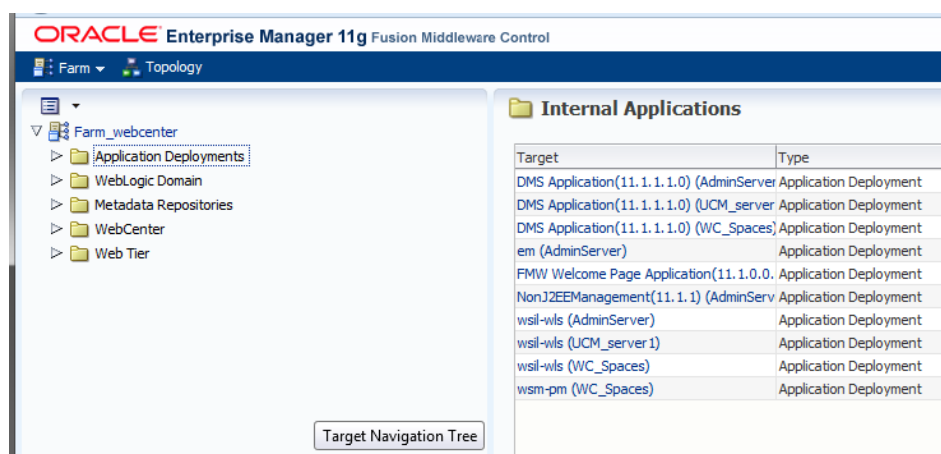 ORACLE Enterprise Manager 11g Fusion Middleware Control
Farm Topology
Farm_webcenter
Application Deployments
WebLogic Domain
Metadata Repositories
WebCenter
Web Tier
Target Navigation Tree
Internal Applications
Target Type
DMS Application(11.1.1.1.0) (AdminServer Application Deployment
DMS Application(11.1.1.1.0) (UCM_server Application Deployment
DMS Application(11.1.1.1.0) (WC_Spaces) Application Deployment
em (AdminServer) Application Deployment
FMW Welcome Page Application(11.1.0.0. Application Deployment
NonJ2EEManagement(11.1.1) (AdminServ Application Deployment
wsil-wls (AdminServer) Application Deployment
wsil-wls (UCM_server1) Application Deployment
wsil-wls (WC_Spaces) Application Deployment
wsm-pm (WC_Spaces) Application Deployment